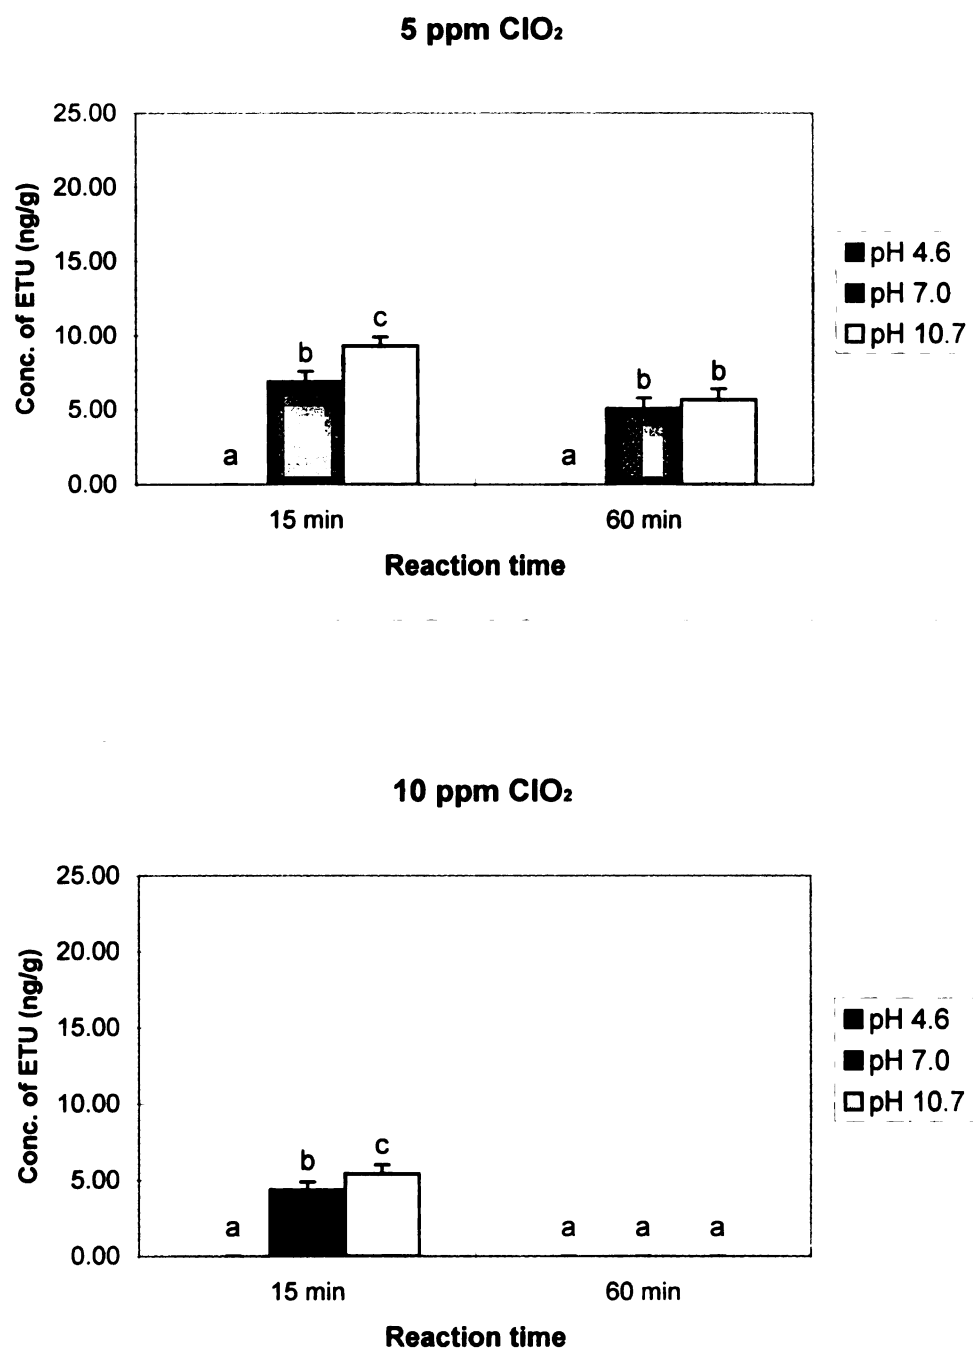 5 ppm ClO₂
25.00
20.00
15.00
10.00
5.00
0.00
Conc. of ETU (ng/g)
a
b
c
a
b
b
15 min
60 min
Reaction time
pH 4.6
pH 7.0
pH 10.7
10 ppm ClO₂
25.00
20.00
15.00
10.00
5.00
0.00
Conc. of ETU (ng/g)
a
b
c
a
a
a
15 min
60 min
Reaction time
pH 4.6
pH 7.0
pH 10.7